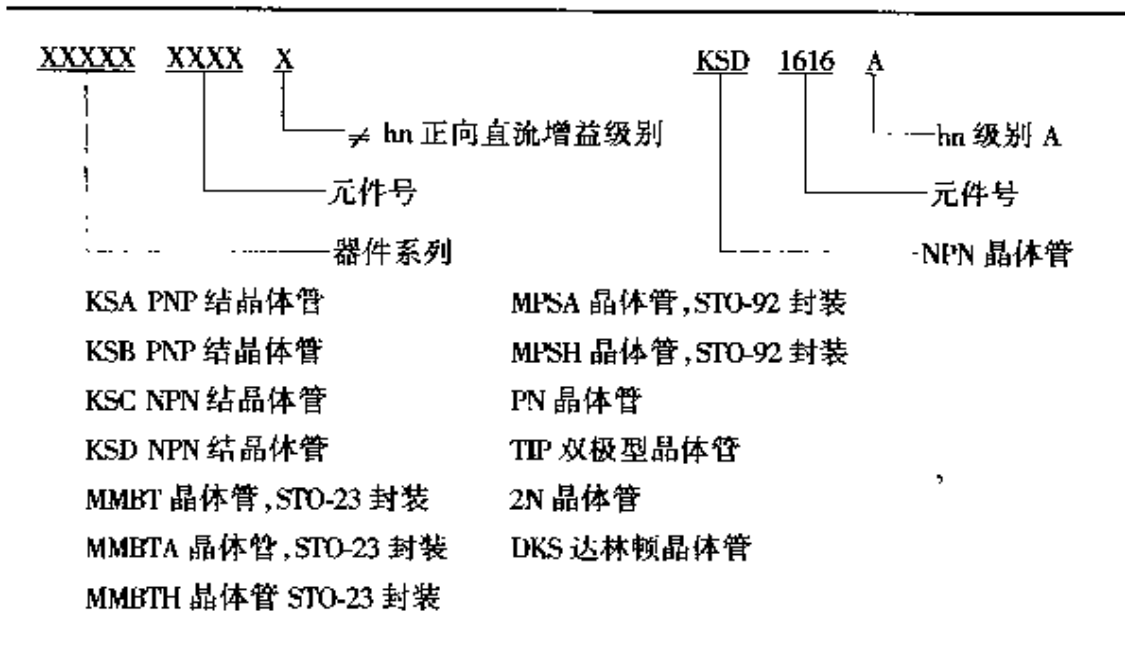 XXXXX XXXX X KSD 1616 A
≠ hn 正向直流增益级别 hn 级别 A
元件号 元件号
器件系列 NPN 晶体管
KSA PNP 结晶体管 MPSA 晶体管,STO-92 封装
KSB PNP 结晶体管 MPSH 晶体管,STO-92 封装
KSC NPN 结晶体管 PN 晶体管
KSD NPN 结晶体管 TIP 双极型晶体管
MMBT 晶体管,STO-23 封装 2N 晶体管
MMBTA 晶体管,STO-23 封装 DKS 达林顿晶体管
MMBTH 晶体管 STO-23 封装